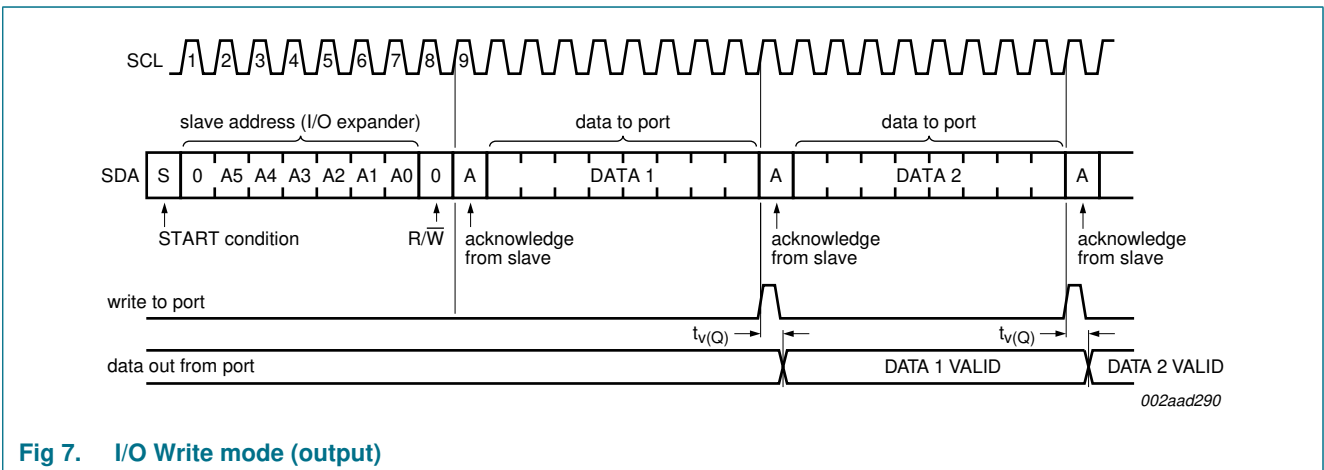 SCL 1 2 3 4 5 6 7 8 9
slave address (I/O expander) data to port data to port
SDA S 0 A5 A4 A3 A2 A1 A0 0 A DATA 1 A DATA 2 A
START condition R/W̅ acknowledge from slave acknowledge from slave acknowledge from slave
write to port
tv(Q) tv(Q)
data out from port DATA 1 VALID DATA 2 VALID
002aad290
Fig 7. I/O Write mode (output)